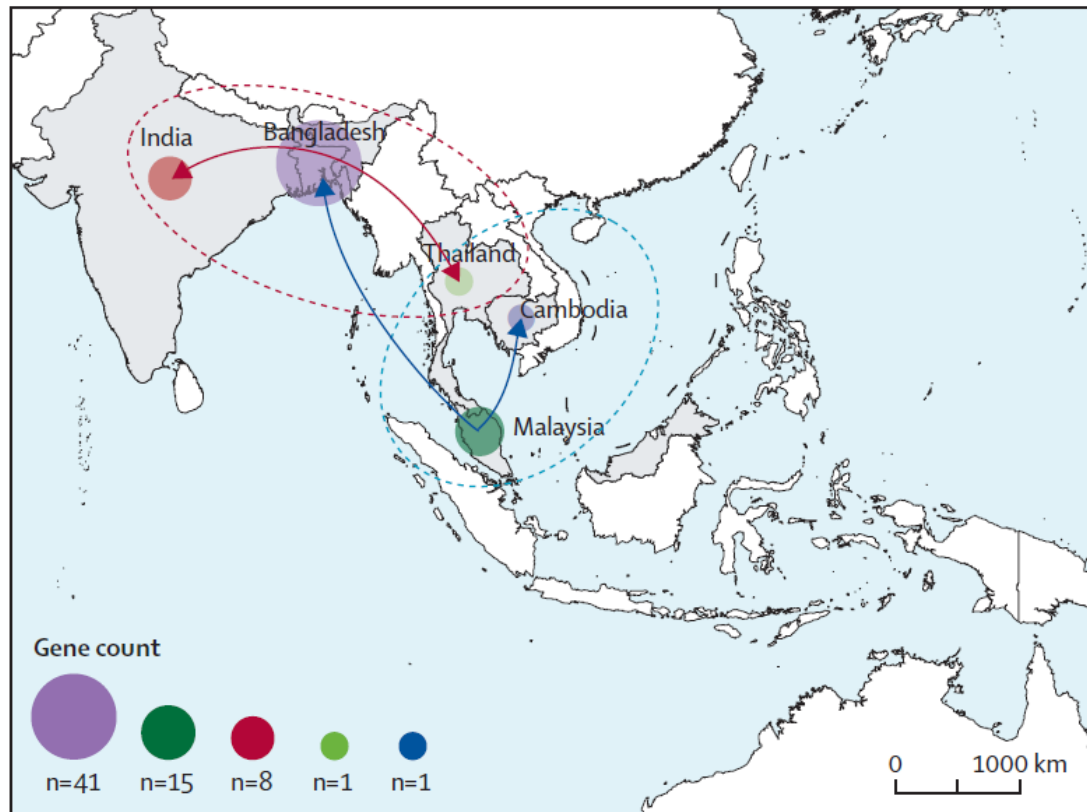 India
Bangladesh
Thailand
Cambodia
Malaysia
Gene count
n=41
n=15
n=8
n=1
n=1
0
1000 km